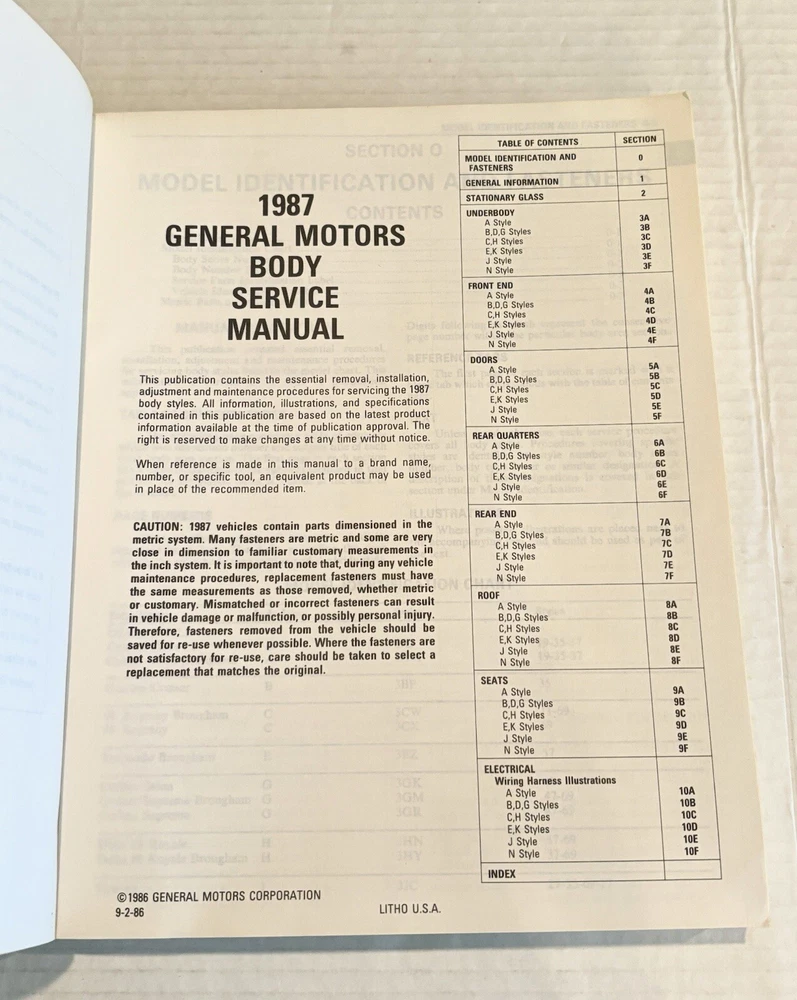 1987
GENERAL MOTORS
BODY
SERVICE
MANUAL
This publication contains the essential removal, installation,
adjustment and maintenance procedures for servicing the 1987
body styles. All information, illustrations, and specifications
contained in this publication are based on the latest product
information available at the time of publication approval. The
right is reserved to make changes at any time without notice.
When reference is made in this manual to a brand name,
number, or specific tool, an equivalent product may be used
in place of the recommended item.
CAUTION: 1987 vehicles contain parts dimensioned in the
metric system. Many fasteners are metric and some are very
close in dimension to familiar customary measurements in
the inch system. It is important to note that, during any vehicle
maintenance procedures, replacement fasteners must have
the same measurements as those removed, whether metric
or customary. Mismatched or incorrect fasteners can result
in vehicle damage or malfunction, or possibly personal injury.
Therefore, fasteners removed from the vehicle should be
saved for re-use whenever possible. Where the fasteners are
not satisfactory for re-use, care should be taken to select a
replacement that matches the original.
©1986 GENERAL MOTORS CORPORATION
9-2-86
LITHO U.S.A.
TABLE OF CONTENTS SECTION
MODEL IDENTIFICATION AND 0
FASTENERS
GENERAL INFORMATION 1
STATIONARY GLASS 2
UNDERBODY
A Style 3A
B,D,G Styles 3B
C,H Styles 3C
E,K Styles 3D
J Style 3E
N Style 3F
FRONT END
A Style 4A
B,D,G Styles 4B
C,H Styles 4C
E,K Styles 4D
J Style 4E
N Style 4F
DOORS
A Style 5A
B,D,G Styles 5B
C,H Styles 5C
E,K Styles 5D
J Style 5E
N Style 5F
REAR QUARTERS
A Style 6A
B,D,G Styles 6B
C,H Styles 6C
E,K Styles 6D
J Style 6E
N Style 6F
REAR END
A Style 7A
B,D,G Styles 7B
C,H Styles 7C
E,K Styles 7D
J Style 7E
N Style 7F
ROOF
A Style 8A
B,D,G Styles 8B
C,H Styles 8C
E,K Styles 8D
J Style 8E
N Style 8F
SEATS
A Style 9A
B,D,G Styles 9B
C,H Styles 9C
E,K Styles 9D
J Style 9E
N Style 9F
ELECTRICAL
Wiring Harness Illustrations
A Style 10A
B,D,G Styles 10B
C,H Styles 10C
E,K Styles 10D
J Style 10E
N Style 10F
INDEX
SECTION O
MODEL IDENTIFICATION AND FASTENERS
CONTENTS